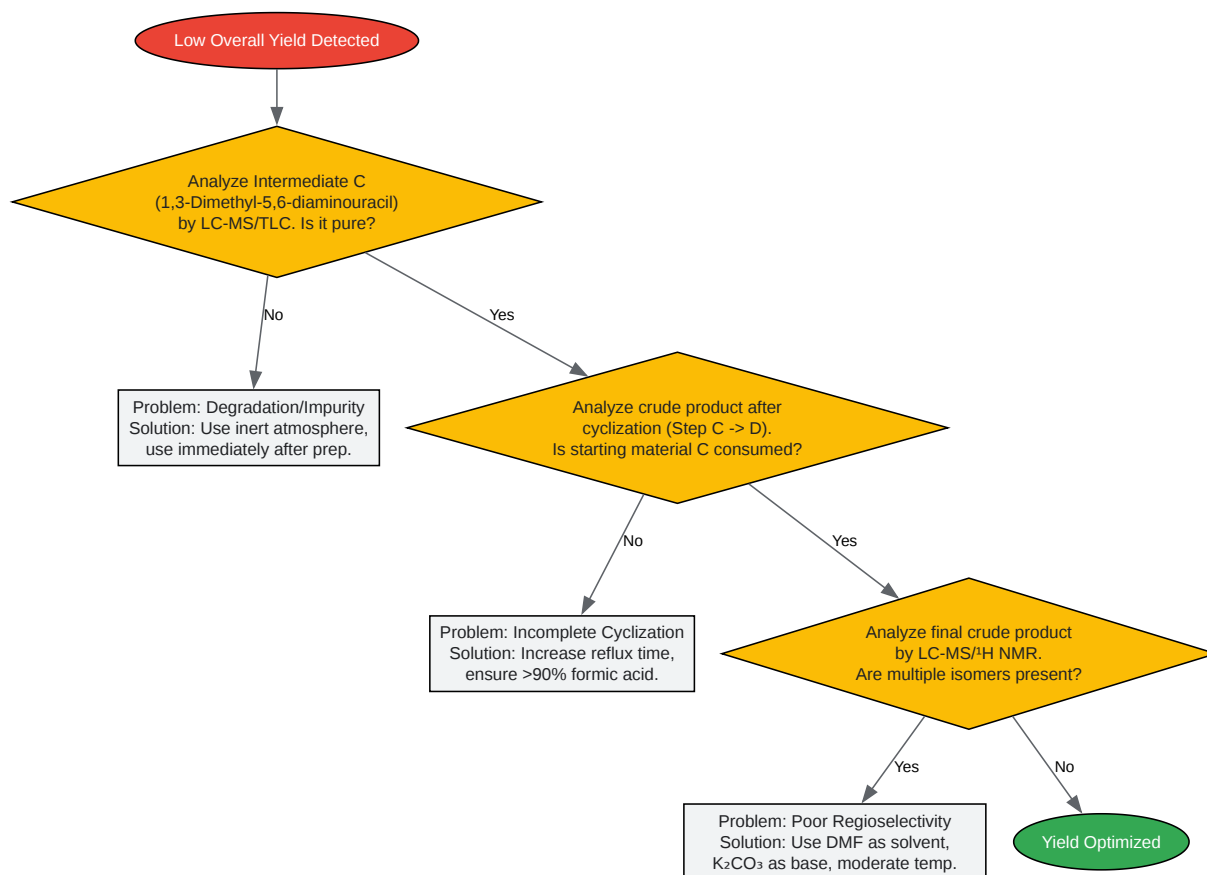 Low Overall Yield Detected
Analyze Intermediate C
(1,3-Dimethyl-5,6-diaminouracil)
by LC-MS/TLC. Is it pure?
No
Yes
Problem: Degradation/Impurity
Solution: Use inert atmosphere,
use immediately after prep.
Analyze crude product after
cyclization (Step C -> D).
Is starting material C consumed?
No
Yes
Problem: Incomplete Cyclization
Solution: Increase reflux time,
ensure >90% formic acid.
Analyze final crude product
by LC-MS/¹H NMR.
Are multiple isomers present?
Yes
No
Problem: Poor Regioselectivity
Solution: Use DMF as solvent,
K₂CO₃ as base, moderate temp.
Yield Optimized